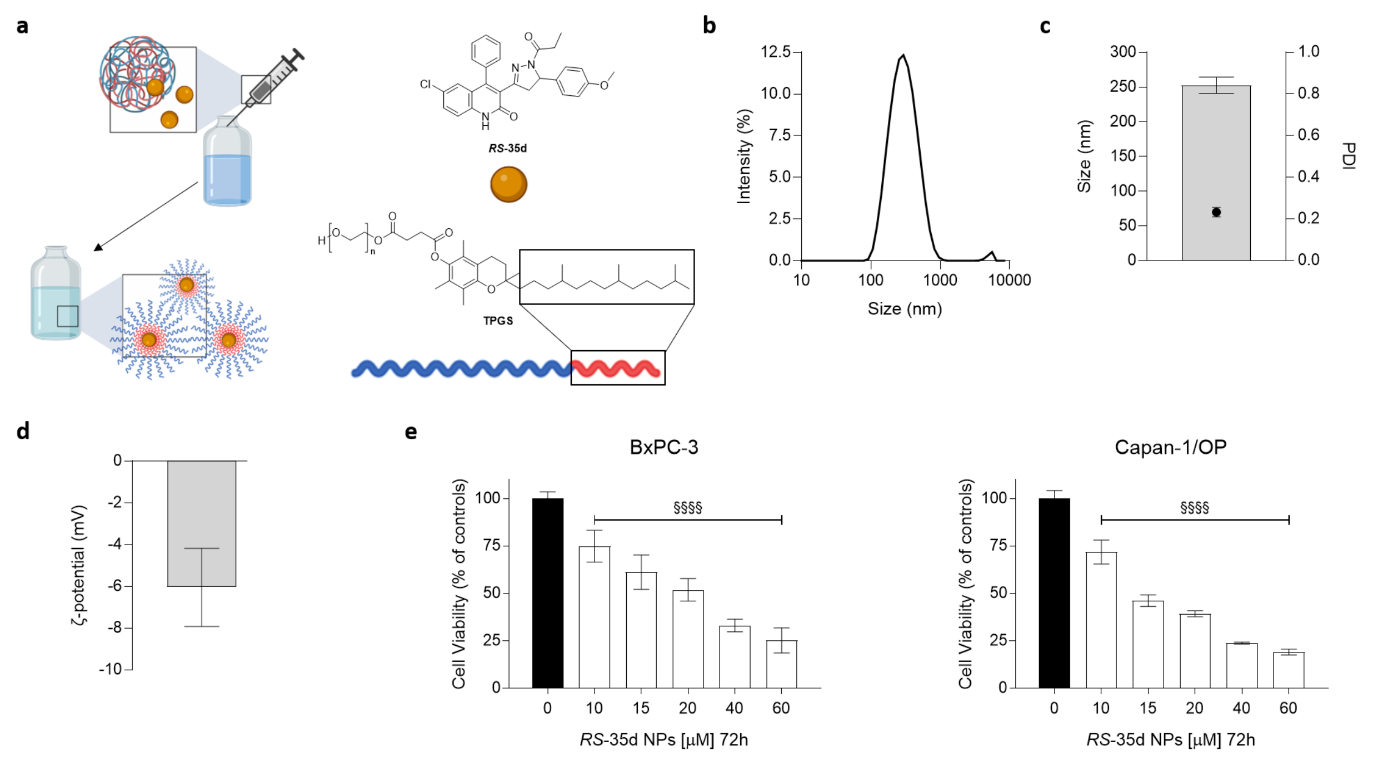 a
Cl
N
N
O
O
NH
O
RS-35d
H
O
n
O
O
O
O
O
TPGS
b
Intensity (%)
12.5
10.0
7.5
5.0
2.5
0.0
10
100
1000
10000
Size (nm)
c
Size (nm)
300
250
200
150
100
50
0
1.0
0.8
0.6
0.4
0.2
0.0
PDI
d
ζ-potential (mV)
0
-2
-4
-6
-8
-10
e
BxPC-3
Cell Viability (% of controls)
100
75
50
25
0
§§§§
0 10 15 20 40 60
RS-35d NPs [μM] 72h
Capan-1/OP
Cell Viability (% of controls)
100
75
50
25
0
§§§§
0 10 15 20 40 60
RS-35d NPs [μM] 72h